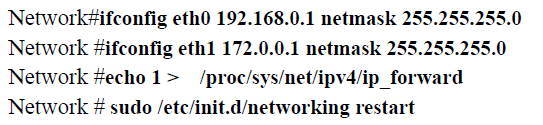 Network#ifconfig eth0 192.168.0.1 netmask 255.255.255.0
Network #ifconfig eth1 172.0.0.1 netmask 255.255.255.0
Network #echo 1 > /proc/sys/net/ipv4/ip_forward
Network # sudo /etc/init.d/networking restart